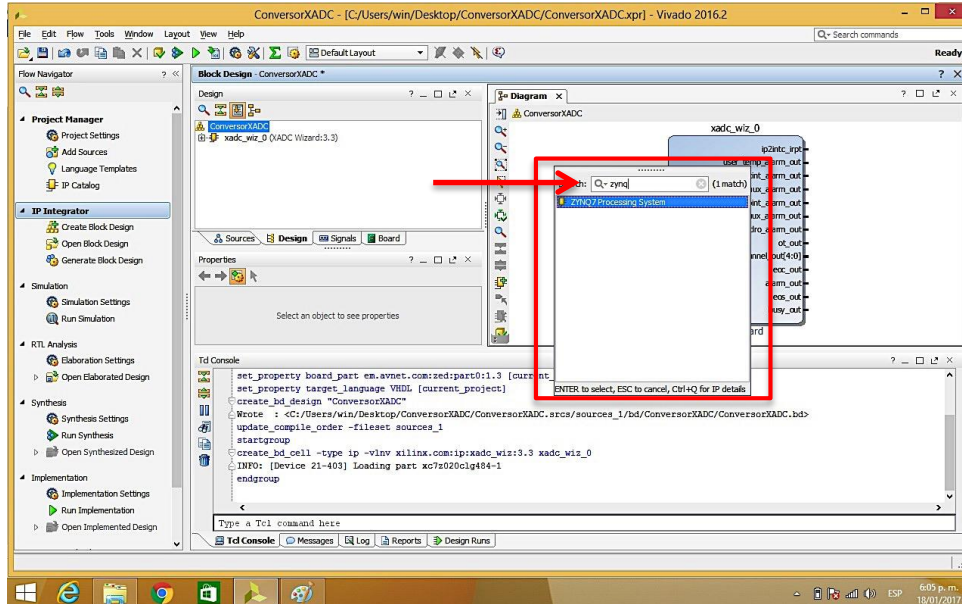 ConversorXADC - [C:/Users/win/Desktop/ConversorXADC/ConversorXADC.xpr] - Vivado 2016.2
File Edit Flow Tools Window Layout View Help
Search commands
Default Layout
Ready
Flow Navigator
Project Manager
Project Settings
Add Sources
Language Templates
IP Catalog
IP Integrator
Create Block Design
Open Block Design
Generate Block Design
Simulation
Simulation Settings
Run Simulation
RTL Analysis
Elaboration Settings
Open Elaborated Design
Synthesis
Synthesis Settings
Run Synthesis
Open Synthesized Design
Implementation
Implementation Settings
Run Implementation
Open Implemented Design
Block Design - ConversorXADC *
Design
ConversorXADC
xadc_wiz_0 (XADC Wizard:3.3)
Sources Design Signals Board
Properties
Select an object to see properties
Diagram
ConversorXADC
xadc_wiz_0
ip2intc_irpt
user_temp_alarm_out
ot_out
eoc_out
alarm_out
eos_out
busy_out
zynq (1 match)
ZYNQ7 Processing System
ENTER to select, ESC to cancel, Ctrl+Q for IP details
Tcl Console
set_property board_part em.avnet.com:zed:part0:1.3 [current_
set_property target_language VHDL [current_project]
create_bd_design "ConversorXADC"
Wrote : <C:/Users/win/Desktop/ConversorXADC/ConversorXADC.srcs/sources_1/bd/ConversorXADC/ConversorXADC.bd>
update_compile_order -fileset sources_1
startgroup
create_bd_cell -type ip -vlnv xilinx.com:ip:xadc_wiz:3.3 xadc_wiz_0
INFO: [Device 21-403] Loading part xc7z020clg484-1
endgroup
Type a Tcl command here
Tcl Console Messages Log Reports Design Runs
ESP
6:05 p. m.
18/01/2017